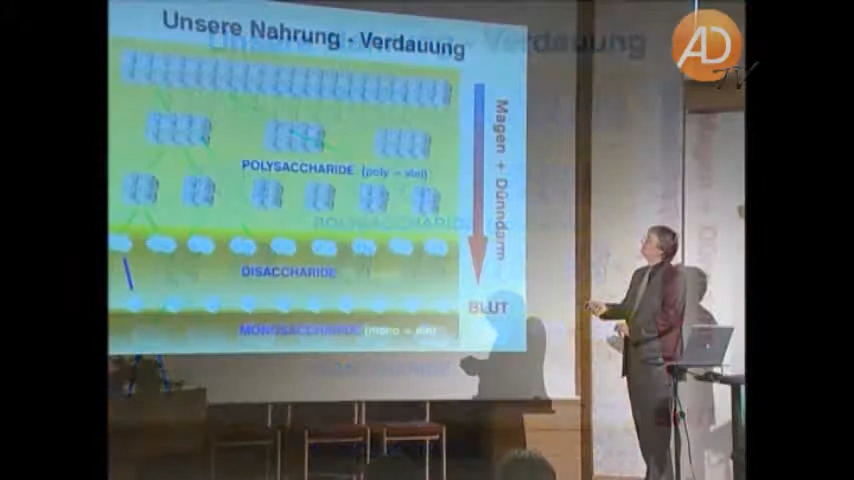 Unsere Nahrung - Verdauung
AD
TV
POLYSACCHARIDE (poly = viel)
Magen + Dünndarm
DISACCHARIDE
BLUT
MONOSACCHARIDE (mono = ein)